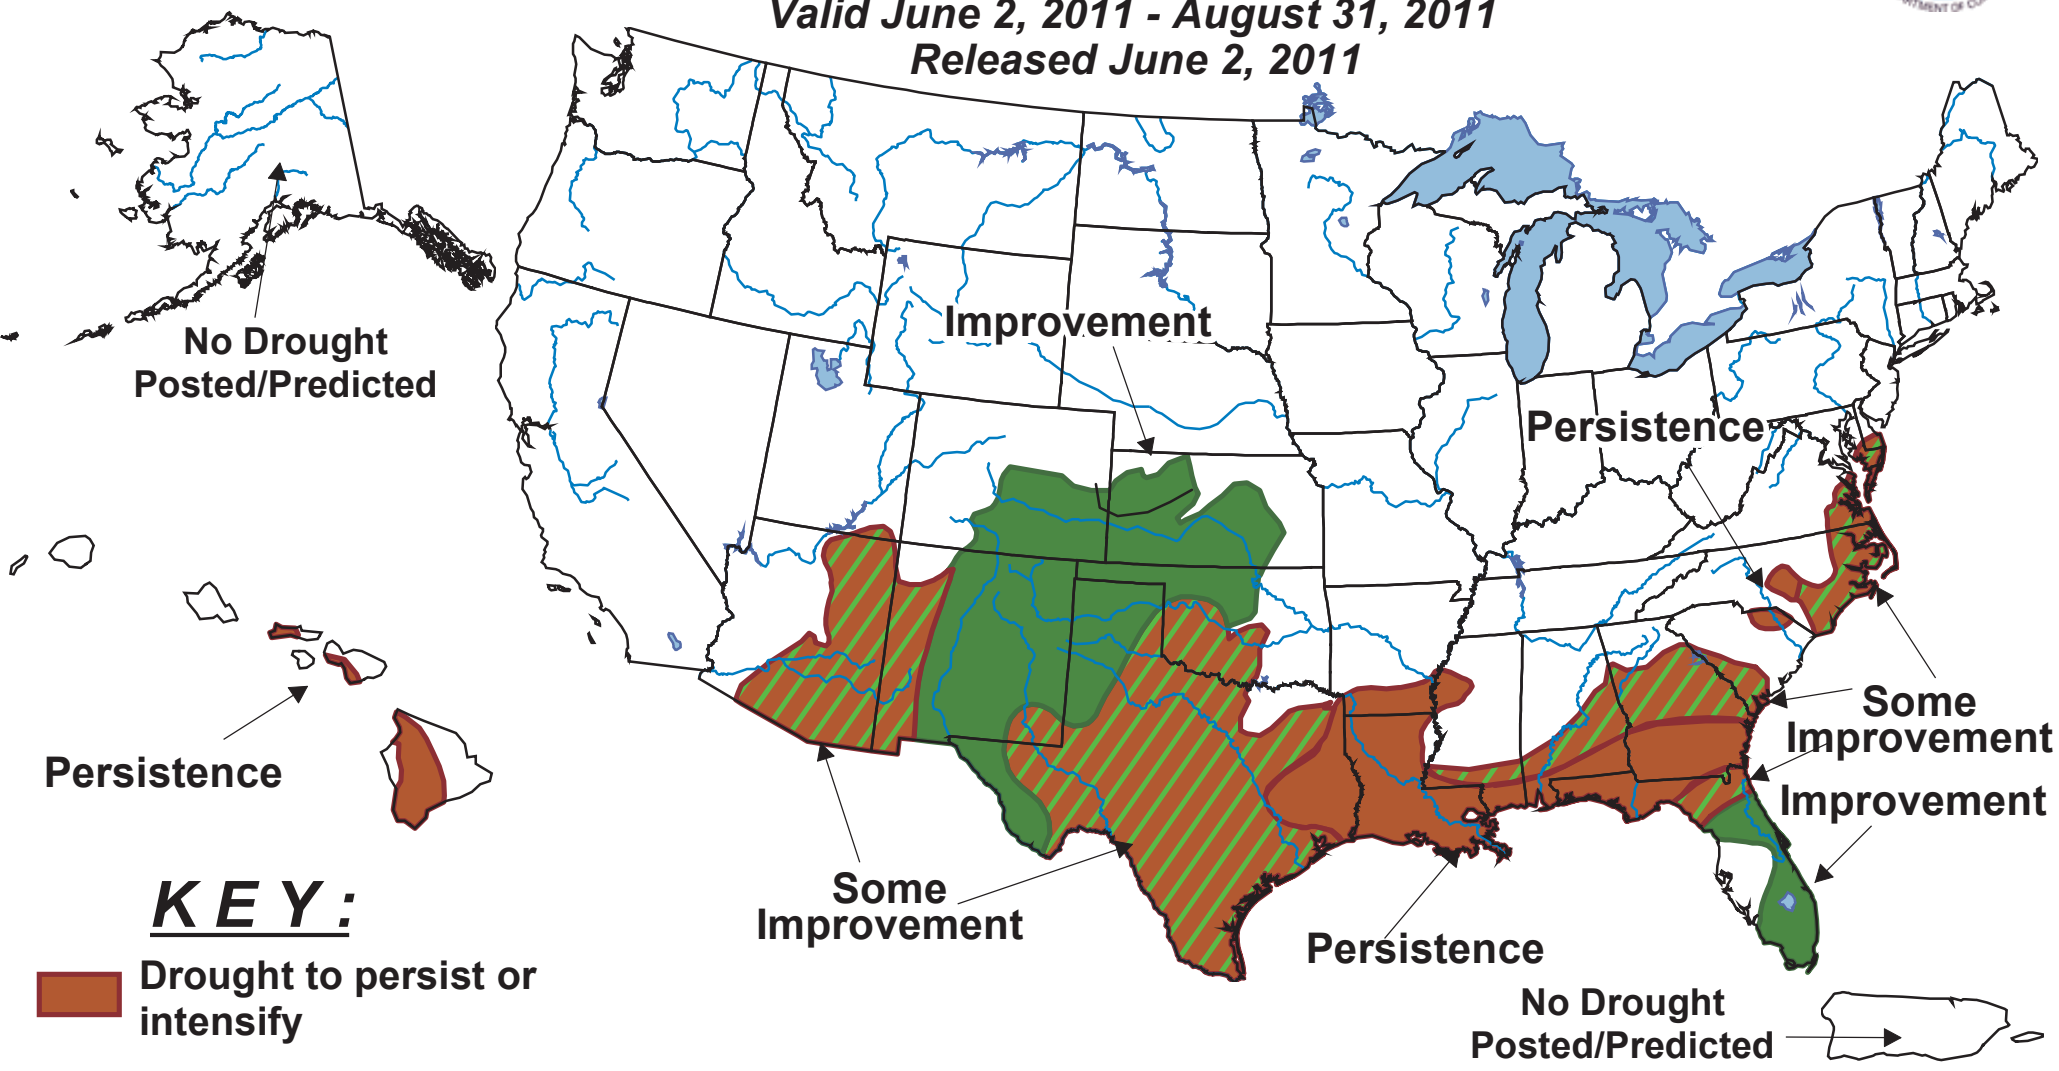 Valid June 2, 2011 - August 31, 2011
Released June 2, 2011
Improvement
No Drought
Posted/Predicted
Persistence
Some
Improvement
Persistence
Improvement
Some
Improvement
Persistence
KEY:
Drought to persist or
intensify
No Drought
Posted/Predicted